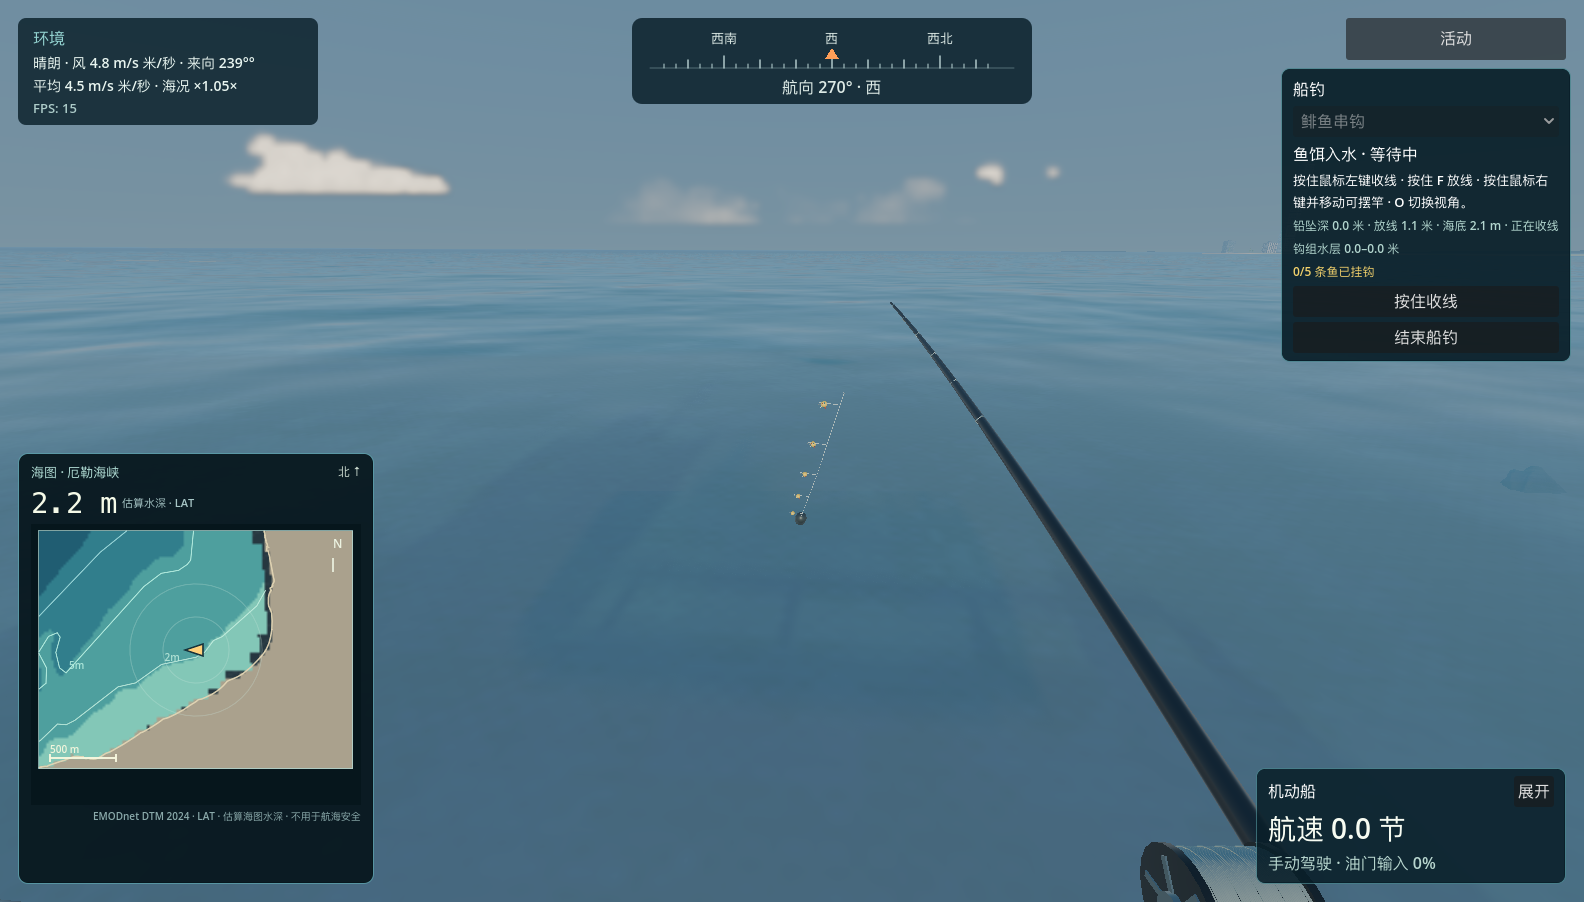 环境
晴朗 · 风 4.8 m/s 米/秒 · 来向 239°°
平均 4.5 m/s 米/秒 · 海况 ×1.05×
FPS: 15
西南 西 西北
航向 270° · 西
活动
船钓
鲱鱼串钩
鱼饵入水 · 等待中
按住鼠标左键收线 · 按住 F 放线 · 按住鼠标右
键并移动可摆竿 · O 切换视角。
铅坠深 0.0 米 · 放线 1.1 米 · 海底 2.1 m · 正在收线
钩组水层 0.0–0.0 米
0/5 条鱼已挂钩
按住收线
结束船钓
海图 · 厄勒海峡 北 ↑
2.2 m 估算水深 · LAT
N
2m
5m
500 m
EMODnet DTM 2024 · LAT · 估算海图水深 · 不用于航海安全
机动船 展开
航速 0.0 节
手动驾驶 · 油门输入 0%